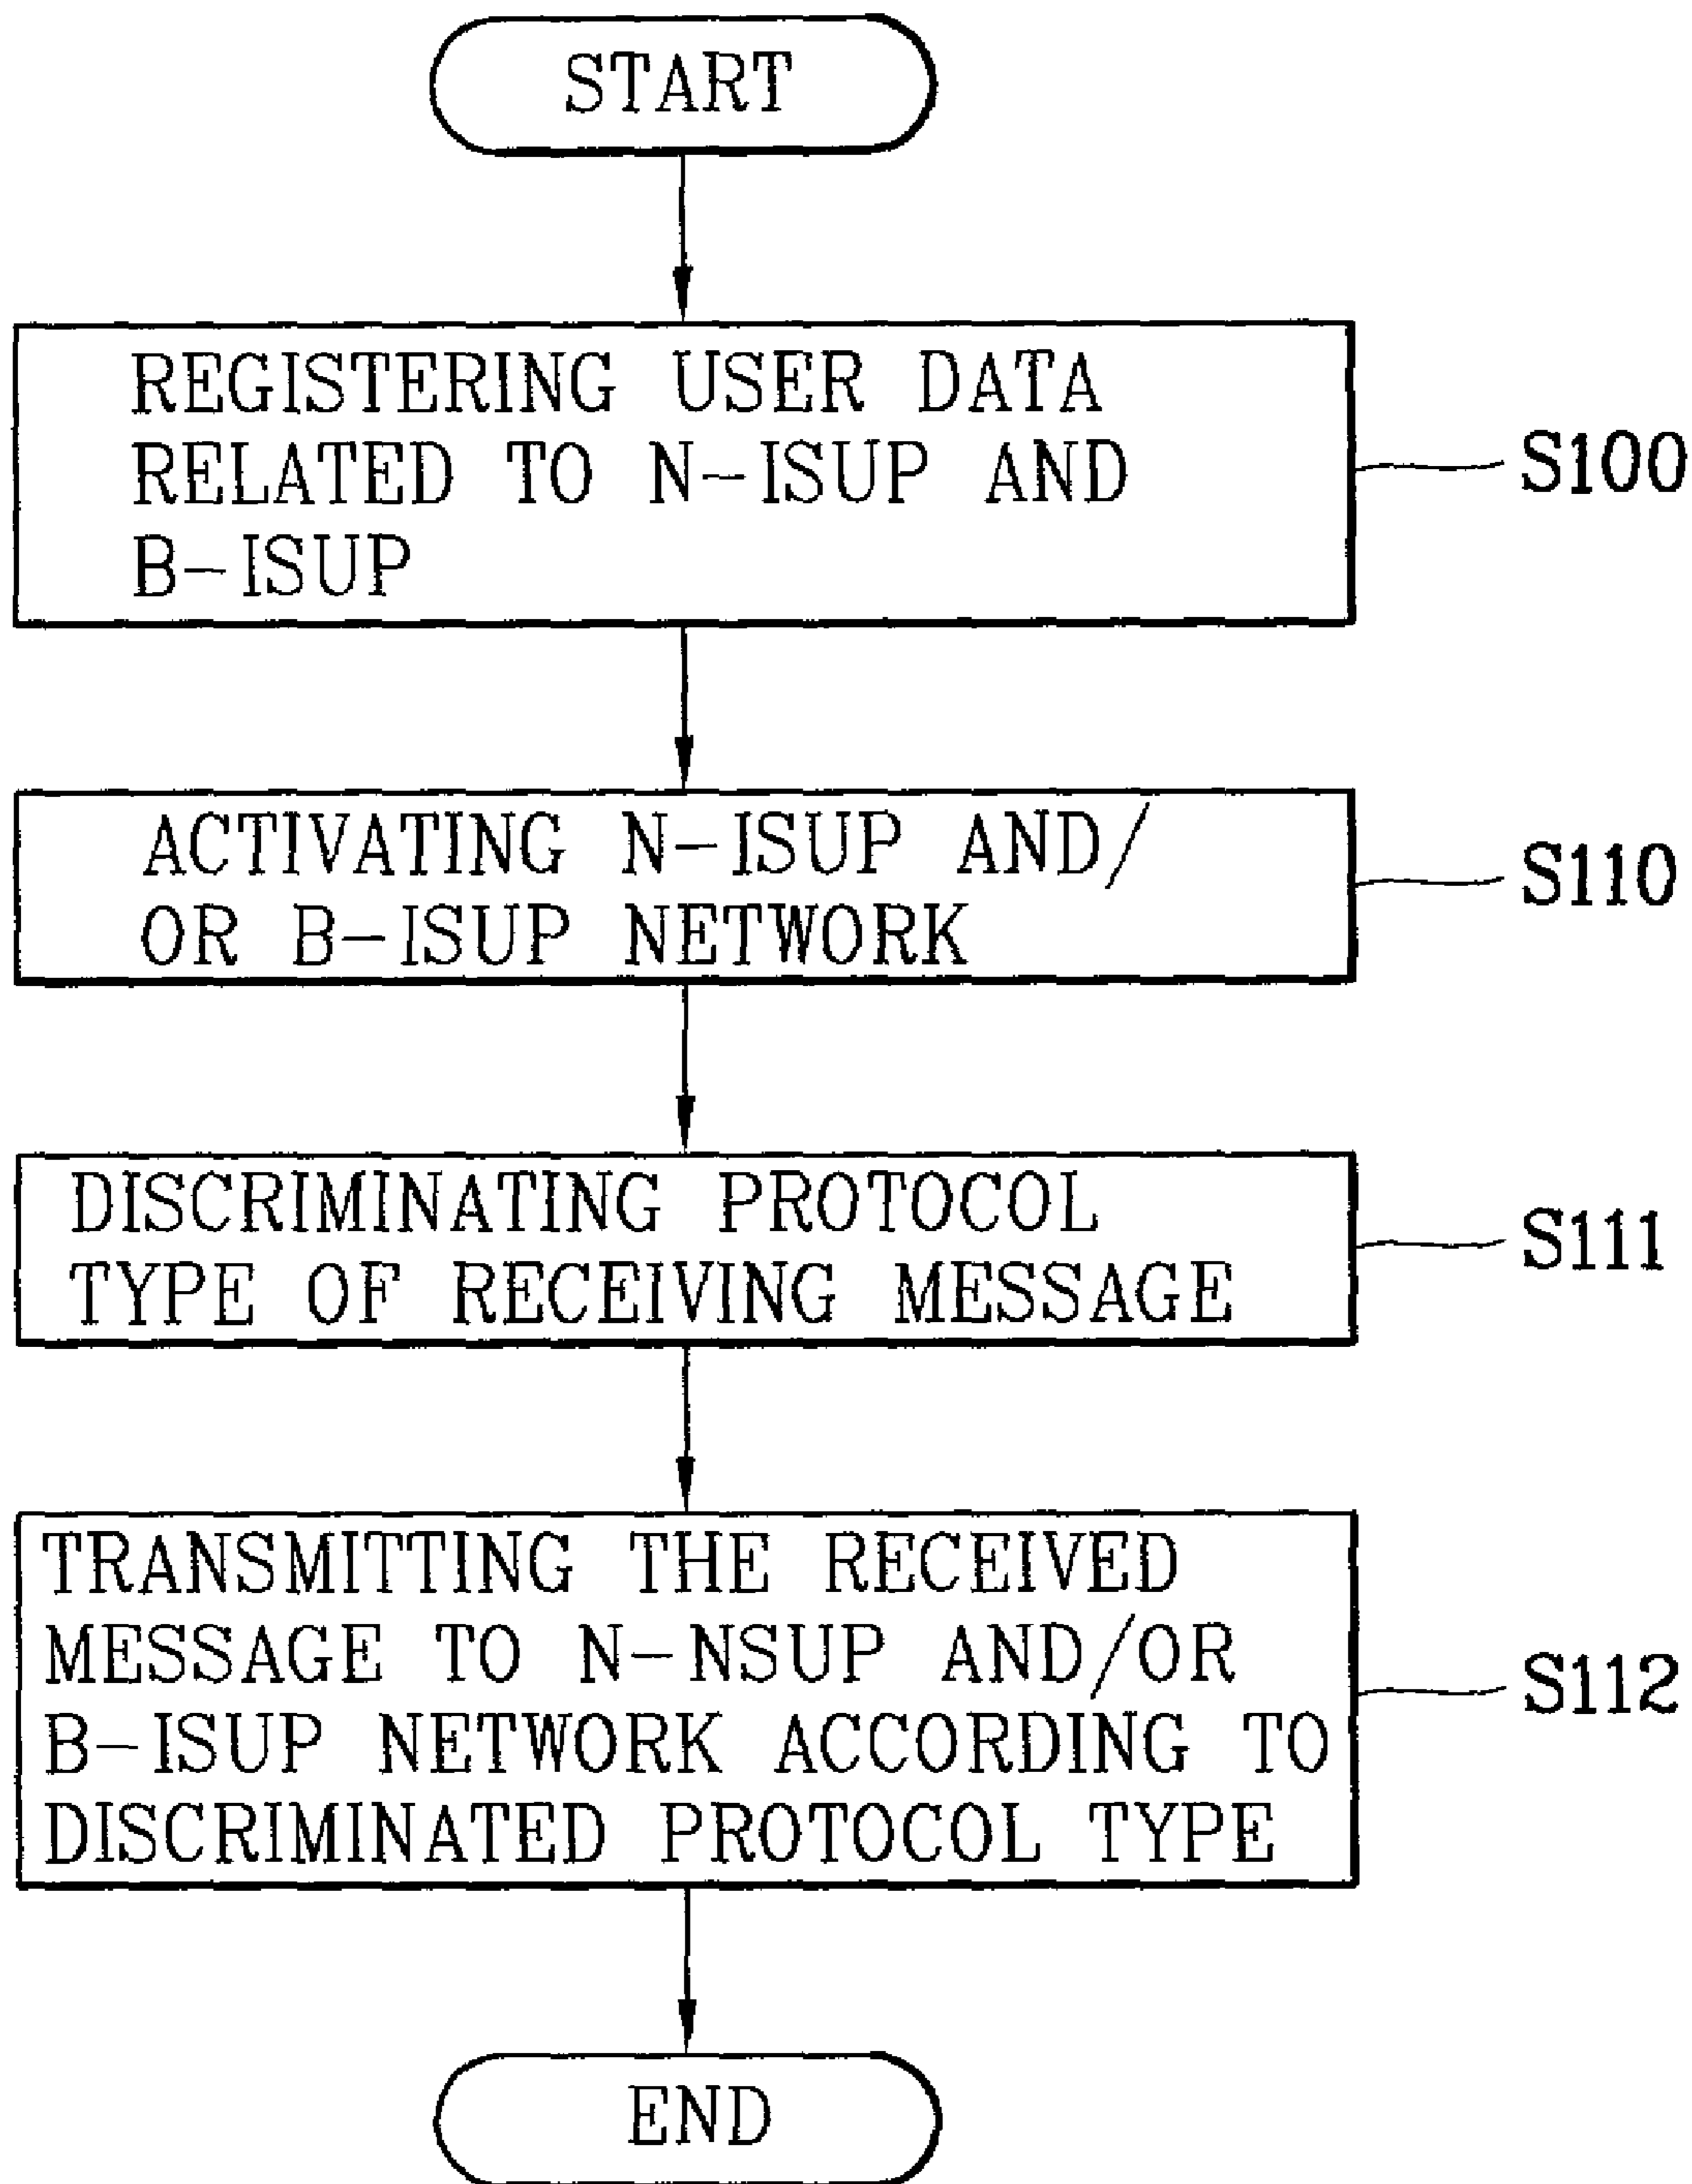 START
REGISTERING USER DATA
RELATED TO N-ISUP AND
B-ISUP
S100
ACTIVATING N-ISUP AND/
OR B-ISUP NETWORK
S110
DISCRIMINATING PROTOCOL
TYPE OF RECEIVING MESSAGE
S111
TRANSMITTING THE RECEIVED
MESSAGE TO N-NSUP AND/OR
B-ISUP NETWORK ACCORDING TO
DISCRIMINATED PROTOCOL TYPE
S112
END